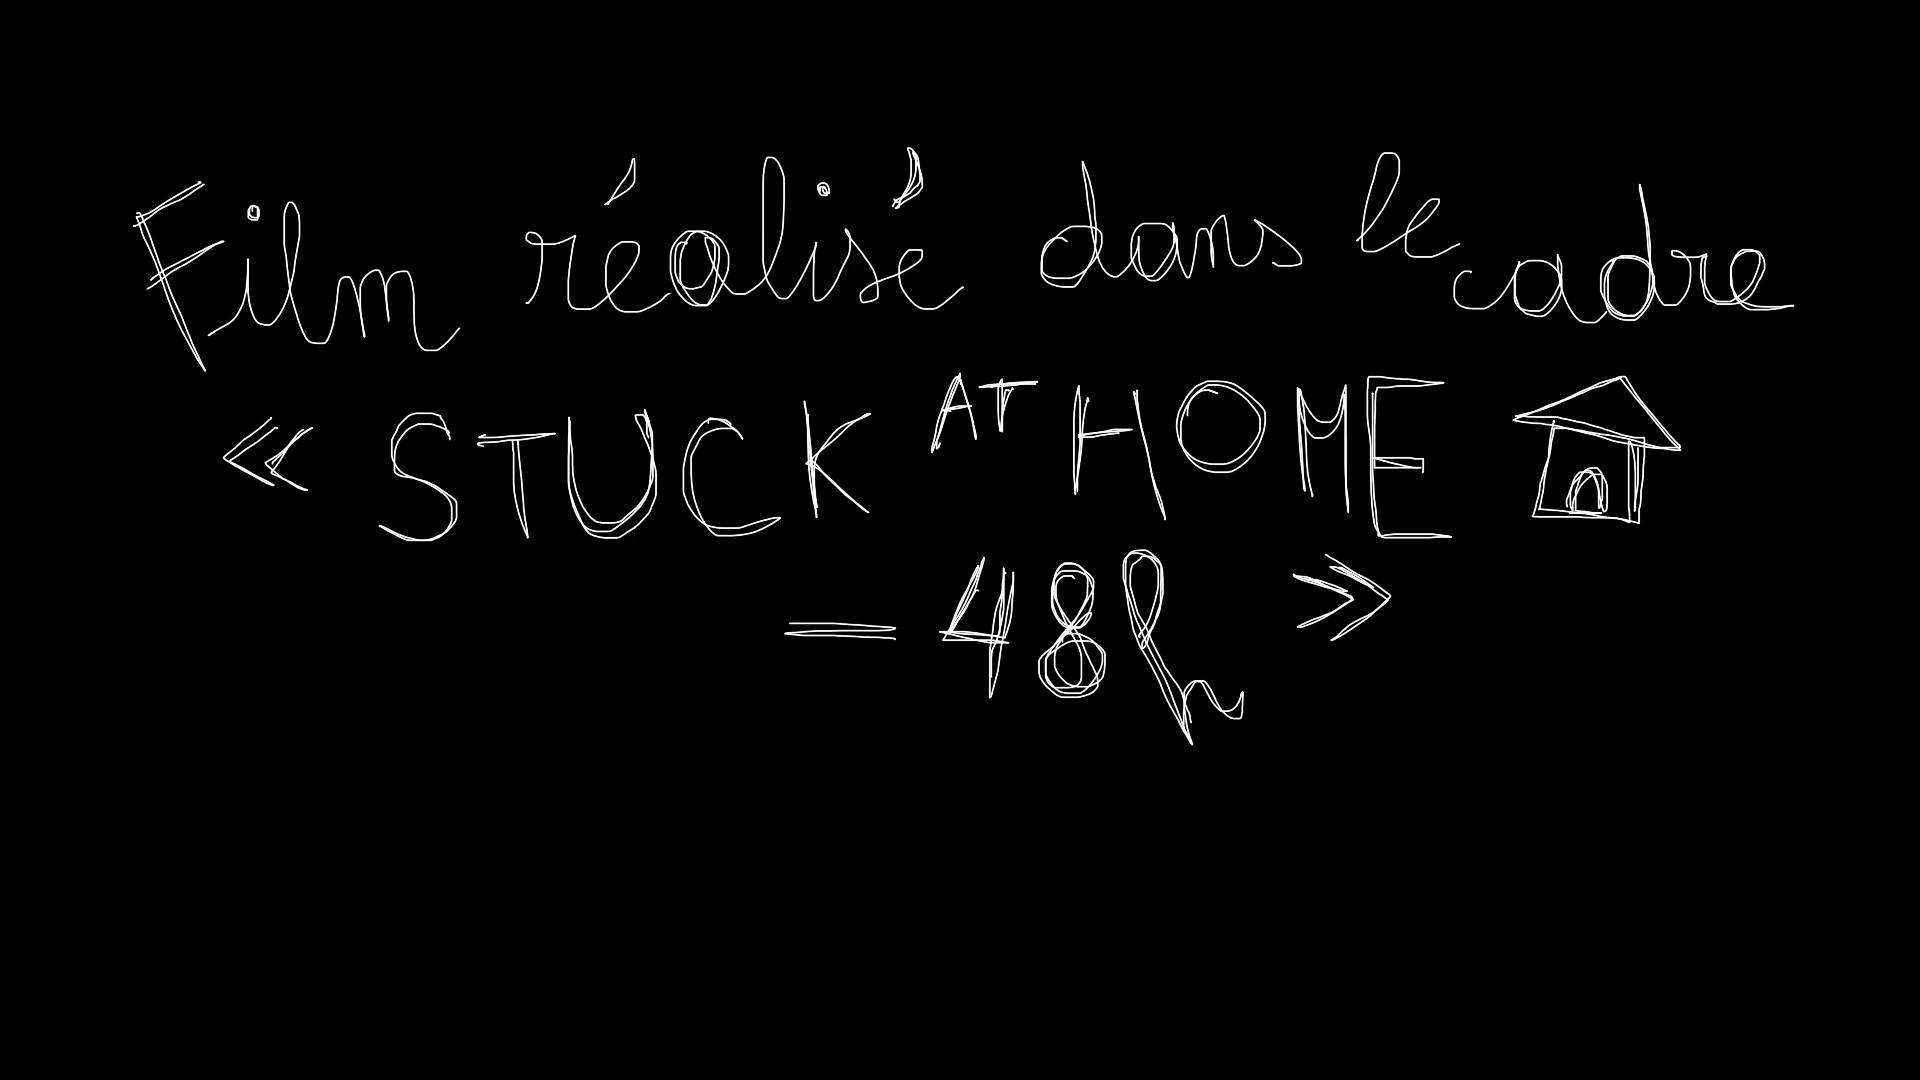 Film réalisé dans le cadre
« STUCK AT HOME
= 48h »